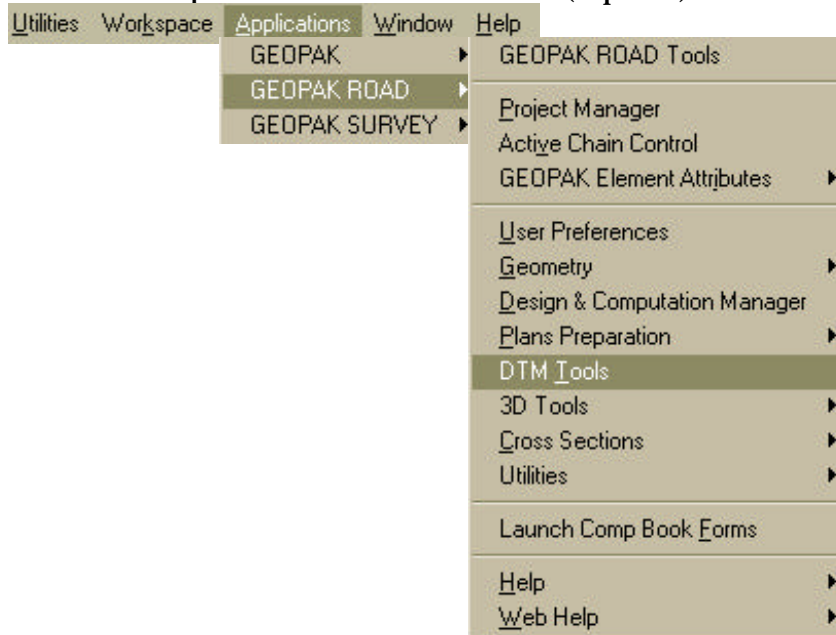 Utilities Workspace Applications Window Help
GEOPAK
GEOPAK ROAD
GEOPAK SURVEY
GEOPAK ROAD Tools
Project Manager
Active Chain Control
GEOPAK Element Attributes
User Preferences
Geometry
Design & Computation Manager
Plans Preparation
DTM Tools
3D Tools
Cross Sections
Utilities
Launch Comp Book Forms
Help
Web Help